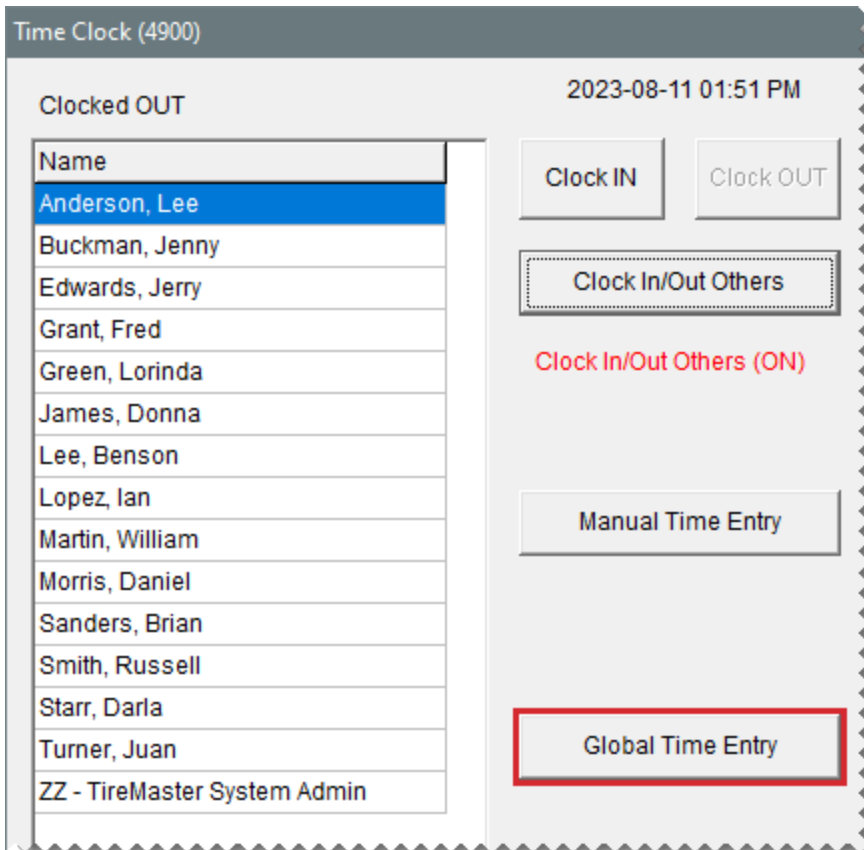 Time Clock (4900)
2023-08-11 01:51 PM
Clocked OUT
Name
Anderson, Lee
Buckman, Jenny
Edwards, Jerry
Grant, Fred
Green, Lorinda
James, Donna
Lee, Benson
Lopez, Ian
Martin, William
Morris, Daniel
Sanders, Brian
Smith, Russell
Starr, Darla
Turner, Juan
ZZ - TireMaster System Admin
Clock IN
Clock OUT
Clock In/Out Others
Clock In/Out Others (ON)
Manual Time Entry
Global Time Entry